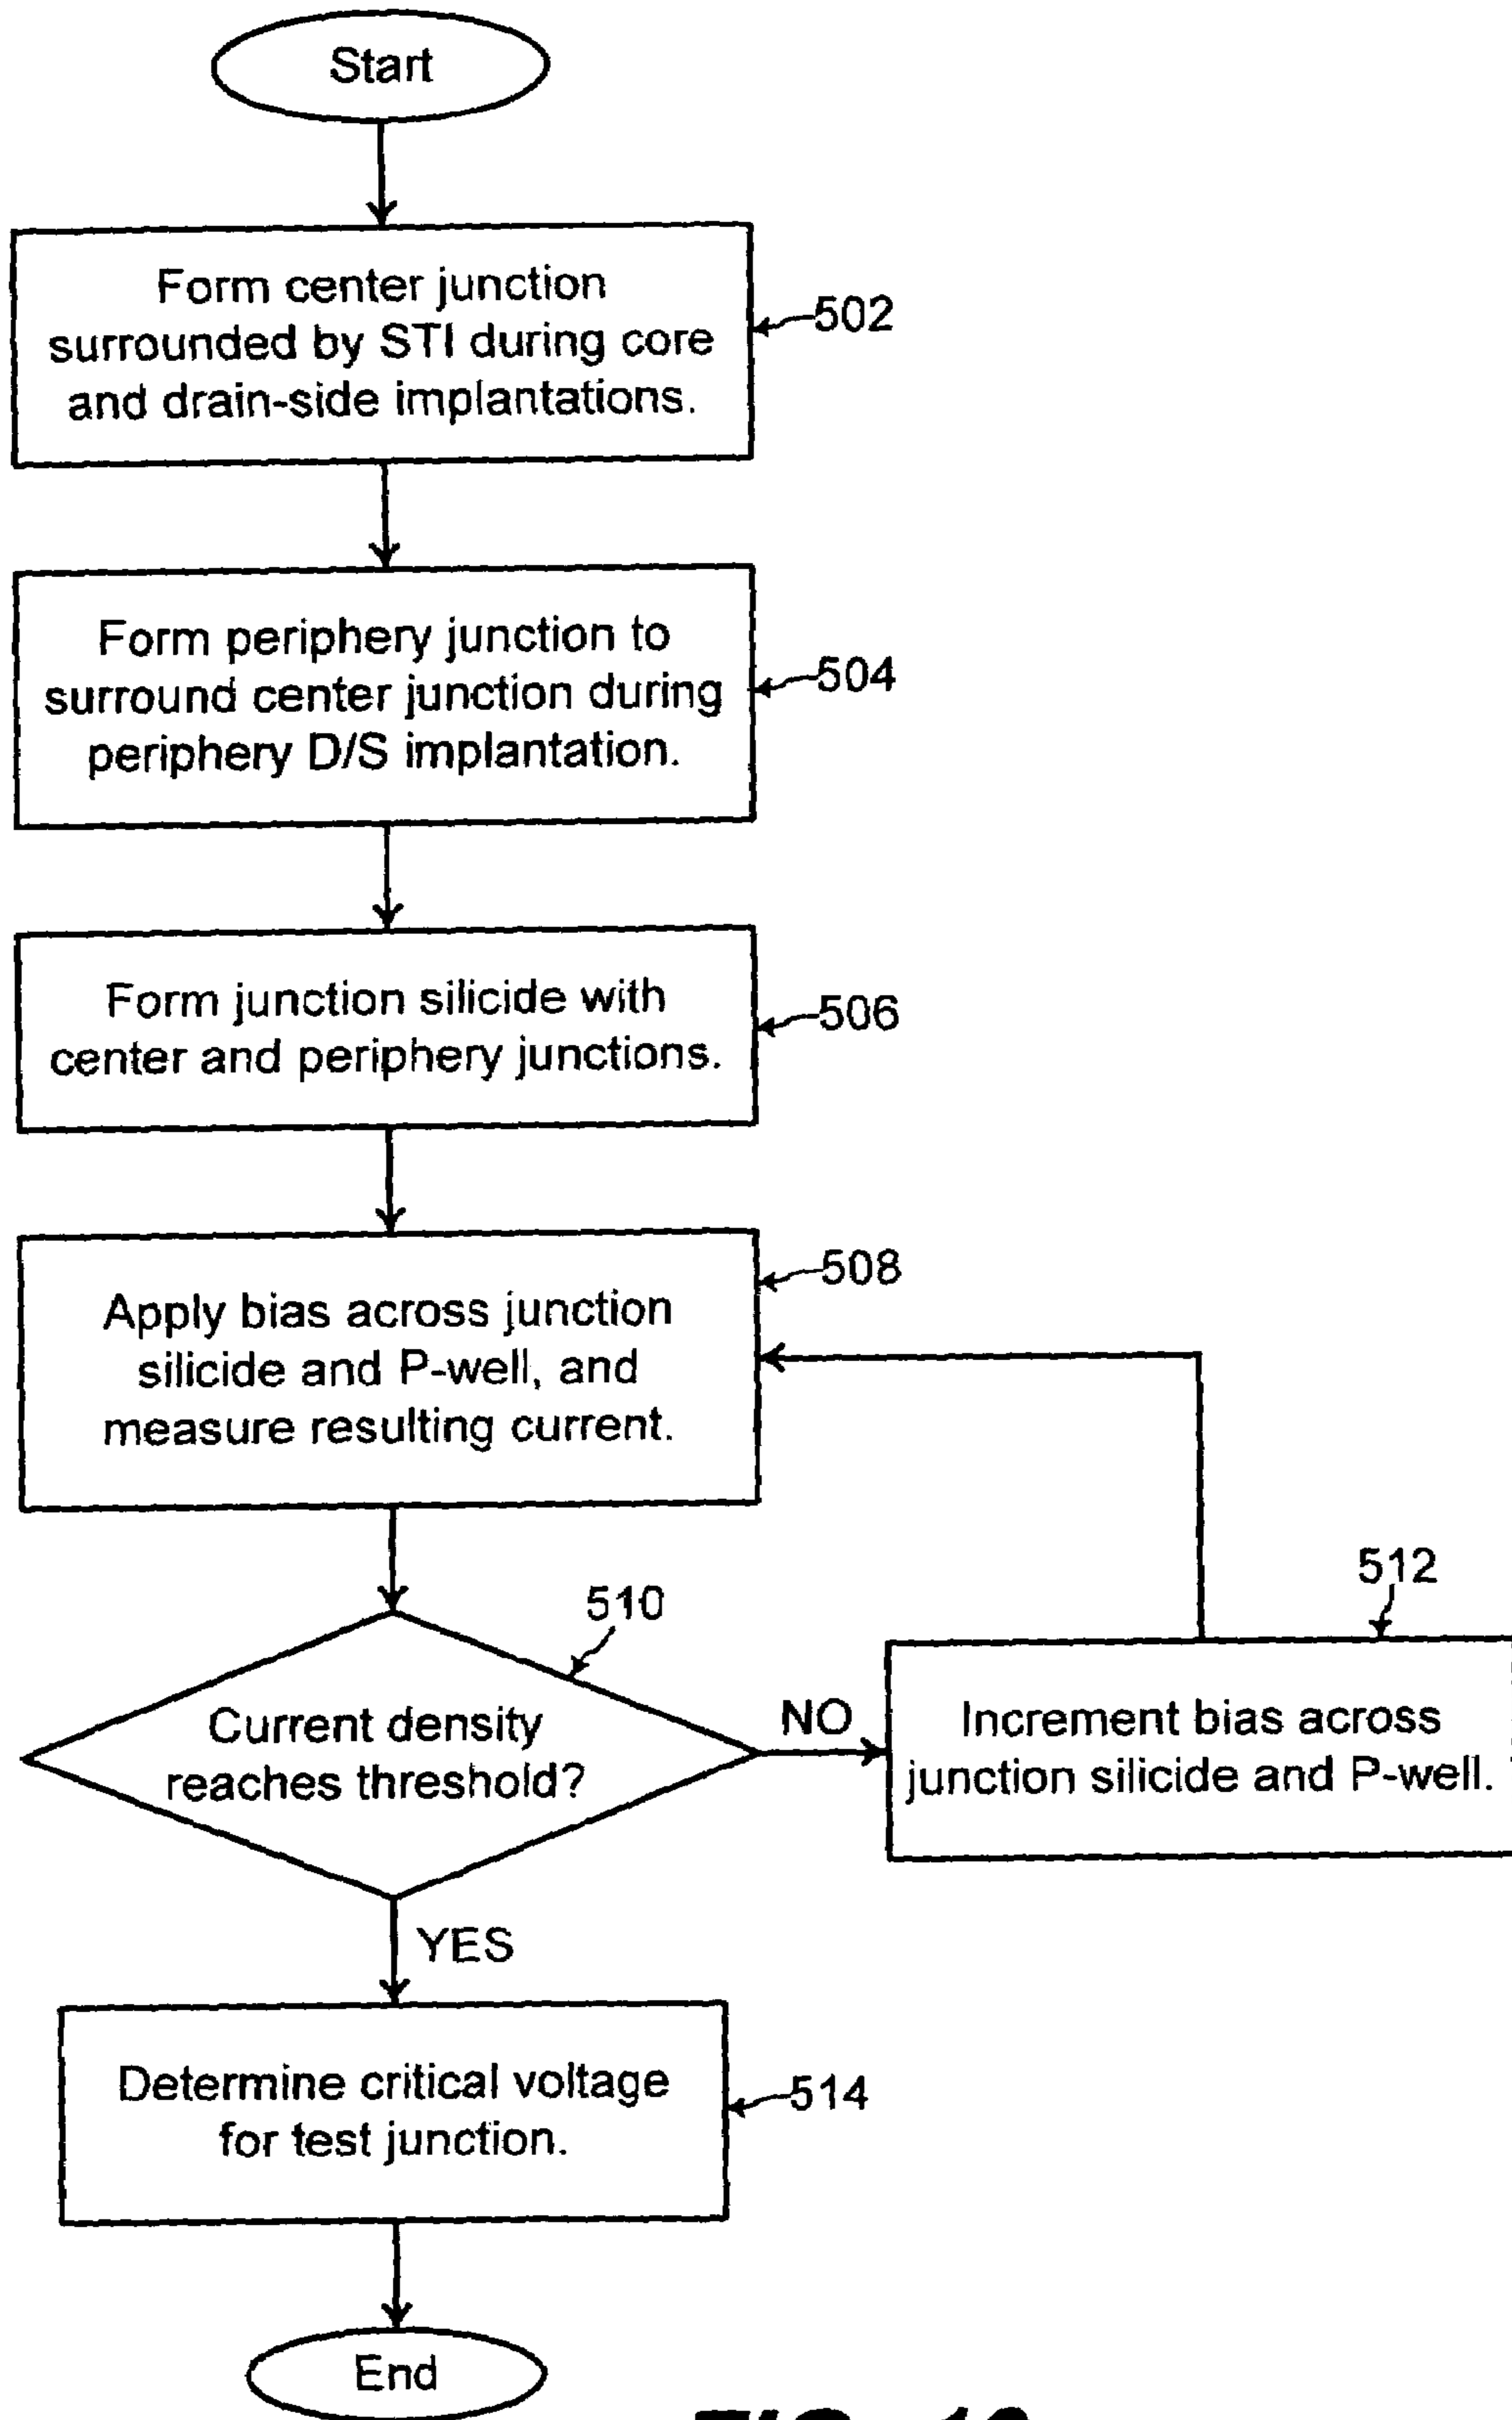 Start
Form center junction
surrounded by STI during core
and drain-side implantations.
502
Form periphery junction to
surround center junction during
periphery D/S implantation.
504
Form junction silicide with
center and periphery junctions.
506
Apply bias across junction
silicide and P-well, and
measure resulting current.
508
Current density
reaches threshold?
510
NO
Increment bias across
junction silicide and P-well.
512
YES
Determine critical voltage
for test junction.
514
End